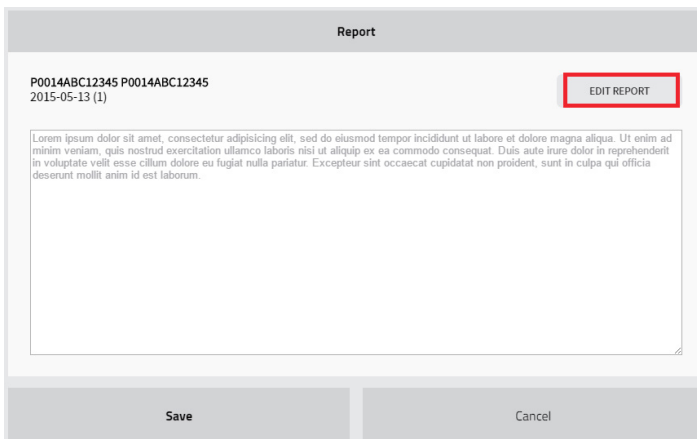 Report
P0014ABC12345 P0014ABC12345
2015-05-13 (1)
EDIT REPORT
Lorem ipsum dolor sit amet, consectetur adipisicing elit, sed do eiusmod tempor incididunt ut labore et dolore magna aliqua. Ut enim ad
minim veniam, quis nostrud exercitation ullamco laboris nisi ut aliquip ex ea commodo consequat. Duis aute irure dolor in reprehenderit
in voluptate velit esse cillum dolore eu fugiat nulla pariatur. Excepteur sint occaecat cupidatat non proident, sunt in culpa qui officia
deserunt mollit anim id est laborum.
Save
Cancel